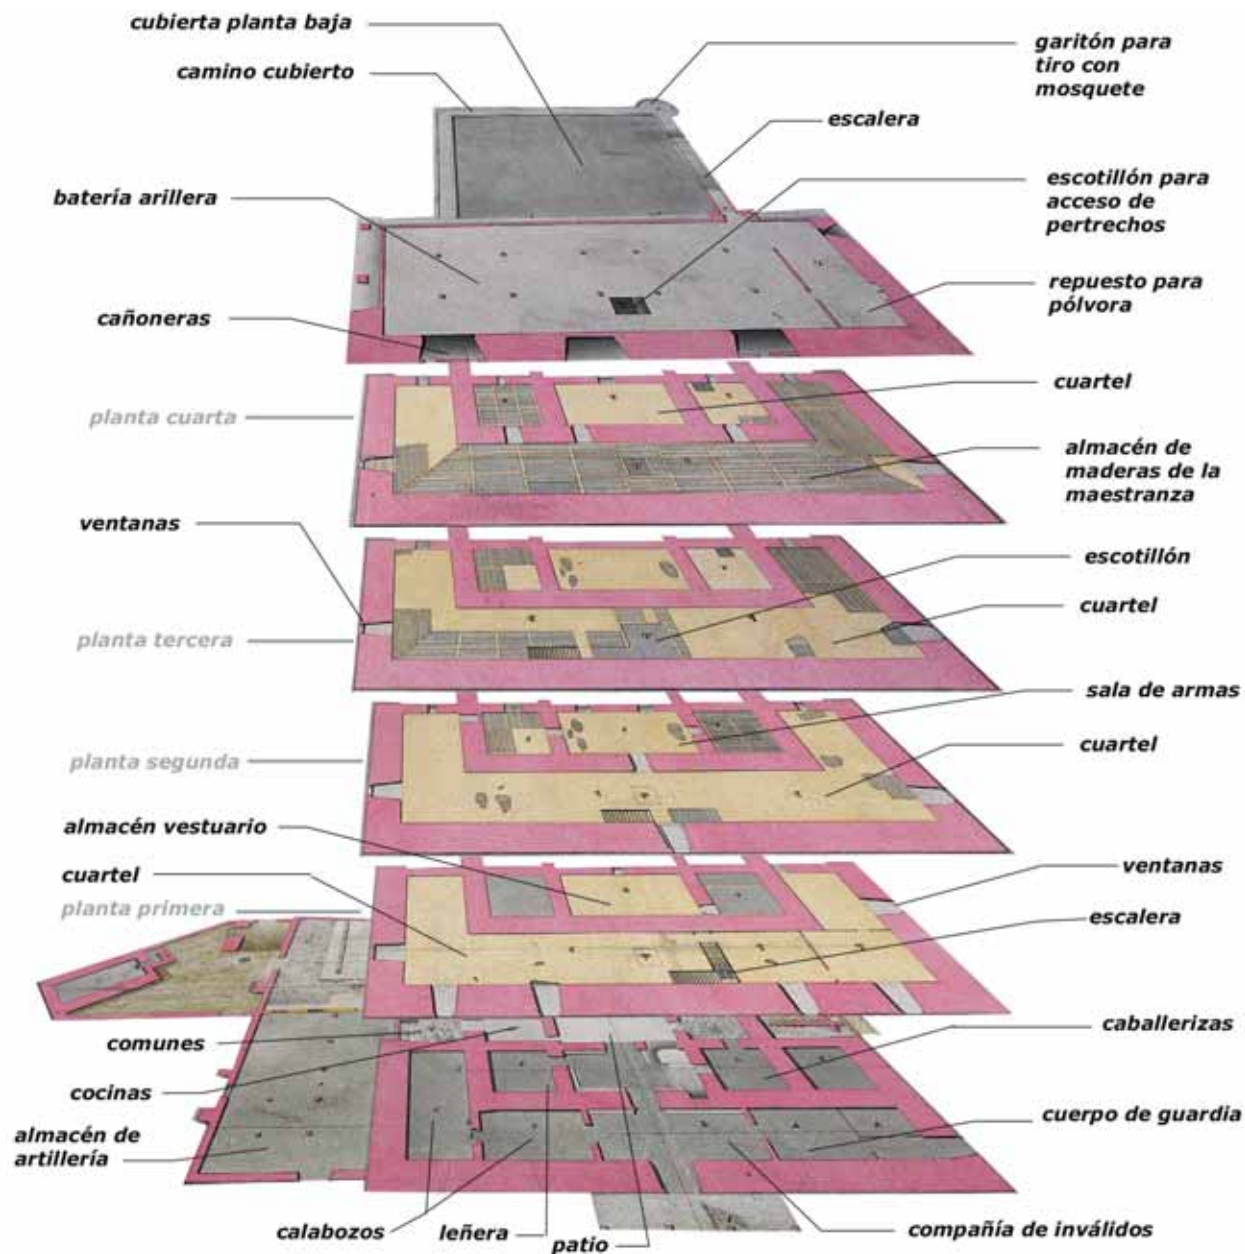 cubierta planta baja
camino cubierto
garitón para
tiro con
mosquete
escalera
batería arillera
escotillón para
acceso de
pertrechos
repuesto para
pólvora
cañoneras
cuartel
planta cuarta
almacén de
maderas de la
maestranza
ventanas
escotillón
cuartel
planta tercera
sala de armas
cuartel
planta segunda
almacén vestuario
cuartel
ventanas
planta primera
escalera
comunes
caballerizas
cocinas
almacén de
artillería
cuerpo de guardia
calabozos
leñera
patio
compañía de inválidos